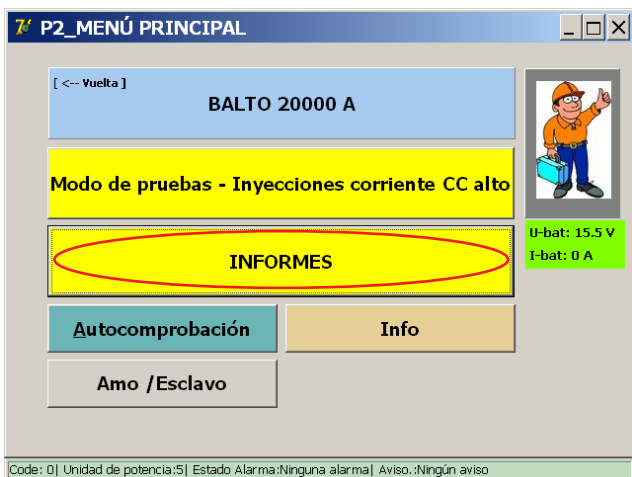 P2_MENÚ PRINCIPAL
[ <-- Vuelta ]
BALTO 20000 A
Modo de pruebas - Inyecciones corriente CC alto
U-bat: 15.5 V
I-bat: 0 A
INFORMES
Autocomprobación
Info
Amo /Esclavo
Code: 0| Unidad de potencia:5| Estado Alarma:Ninguna alarma| Aviso.:Ningún aviso